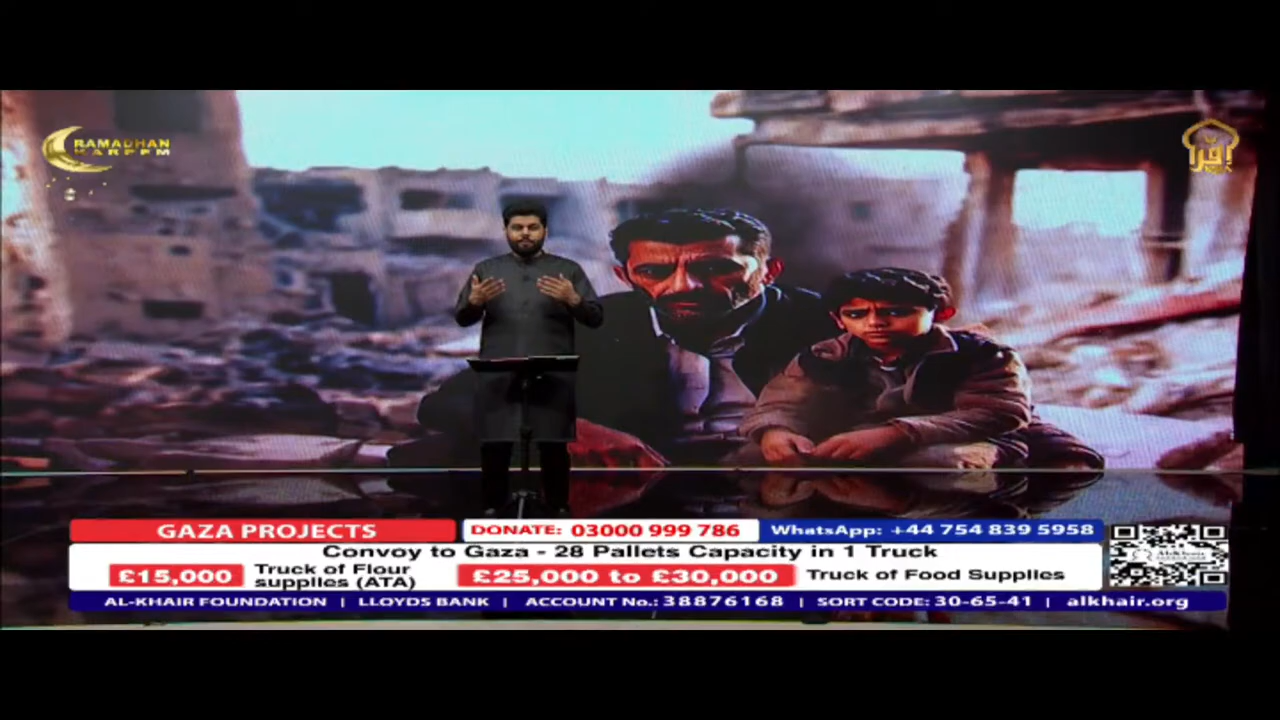 RAMADHAN
KAREEM
اقرأ
GAZA PROJECTS
DONATE: 03000 999 786
WhatsApp: +44 754 839 5958
Convoy to Gaza - 28 Pallets Capacity in 1 Truck
£15,000
Truck of Flour
supplies (ATA)
£25,000 to £30,000
Truck of Food Supplies
AL-KHAIR FOUNDATION | LLOYDS BANK | ACCOUNT No.: 38876168 | SORT CODE: 30-65-41 | alkhair.org